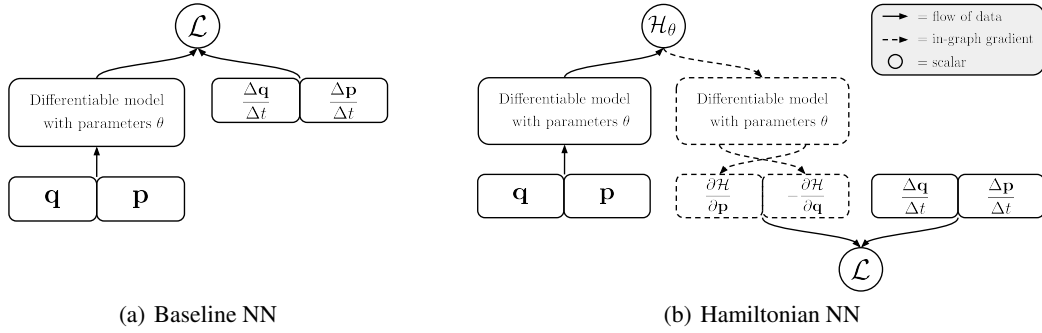 ℒ
Differentiable model
with parameters θ
Δq/Δt Δp/Δt
q p
(a) Baseline NN
ℋ_θ
Differentiable model
with parameters θ
Differentiable model
with parameters θ
q p
∂ℋ/∂p −∂ℋ/∂q
Δq/Δt Δp/Δt
ℒ
(b) Hamiltonian NN
= flow of data
= in-graph gradient
= scalar